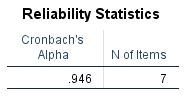 Reliability Statistics
Cronbach's
Alpha N of Items
.946 7